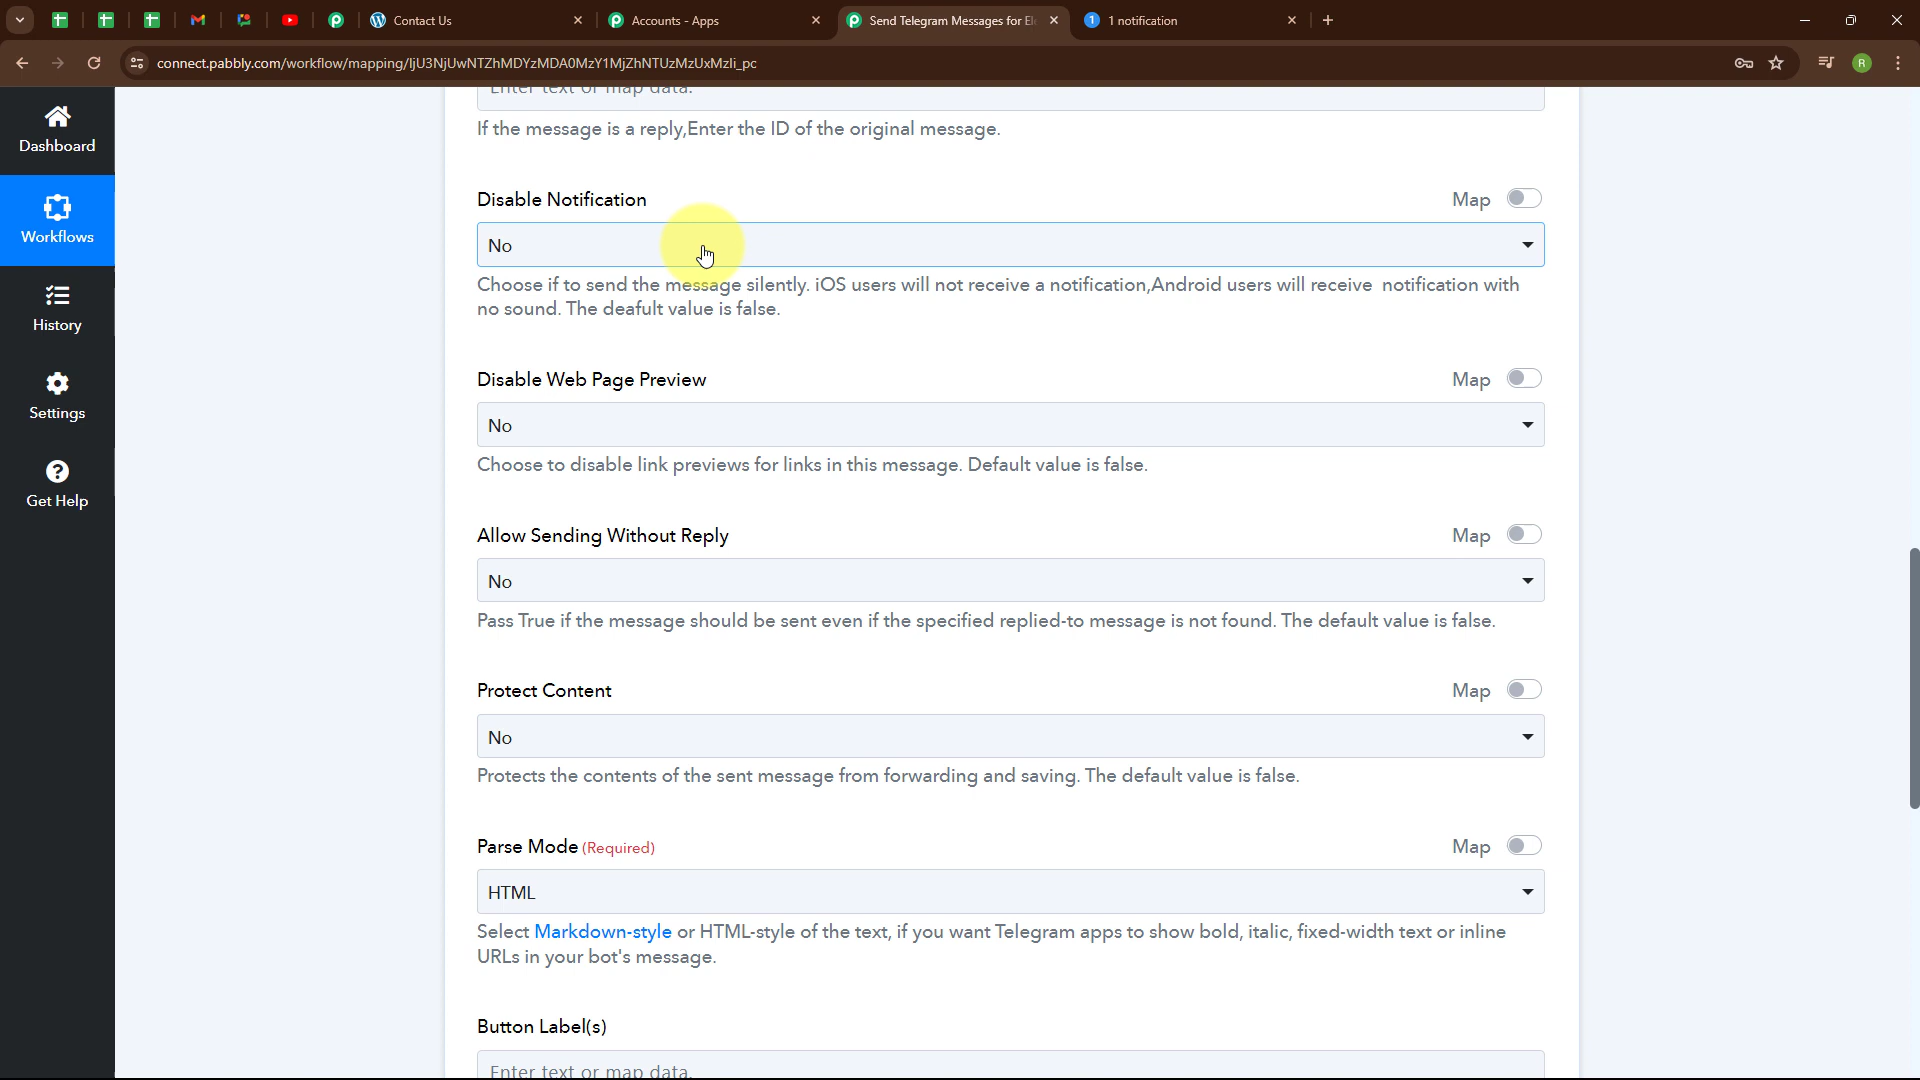 Contact Us
Accounts - Apps
Send Telegram Messages for El
1 notification
connect.pabbly.com/workflow/mapping/IjU3NjUwNTZhMDYzMDA0MzY1MjZhNTUzMzUxMzIi_pc
R
Dashboard
Workflows
History
Settings
Get Help
Enter text or map data.
If the message is a reply,Enter the ID of the original message.
Disable Notification
Map
No
Choose if to send the message silently. iOS users will not receive a notification,Android users will receive notification with
no sound. The deafult value is false.
Disable Web Page Preview
Map
No
Choose to disable link previews for links in this message. Default value is false.
Allow Sending Without Reply
Map
No
Pass True if the message should be sent even if the specified replied-to message is not found. The default value is false.
Protect Content
Map
No
Protects the contents of the sent message from forwarding and saving. The default value is false.
Parse Mode (Required)
Map
HTML
Select Markdown-style or HTML-style of the text, if you want Telegram apps to show bold, italic, fixed-width text or inline
URLs in your bot's message.
Button Label(s)
Enter text or map data.